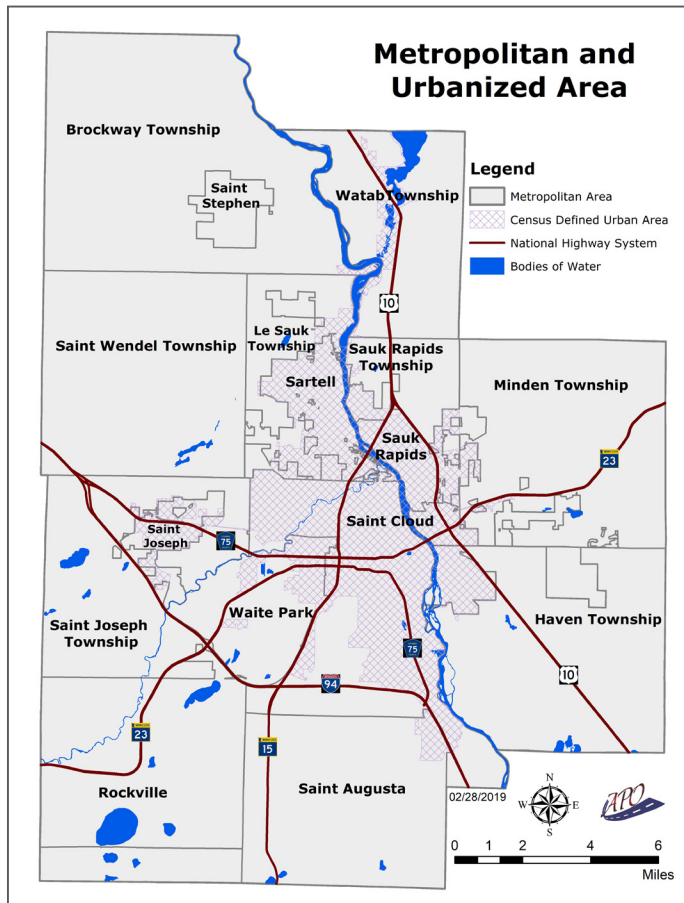 Metropolitan and
Urbanized Area
Brockway Township
Saint
Stephen
Watab Township
Legend
Metropolitan Area
Census Defined Urban Area
National Highway System
Bodies of Water
10
Le Sauk
Township
Saint Wendel Township
Sauk Rapids
Township
Sartell
Minden Township
Sauk
Rapids
23
Saint Cloud
Saint
Joseph
75
Waite Park
Haven Township
Saint Joseph
Township
75
10
94
23
15
Rockville
Saint Augusta
02/28/2019
N
W
E
S
APO
0 1 2 4 6
Miles